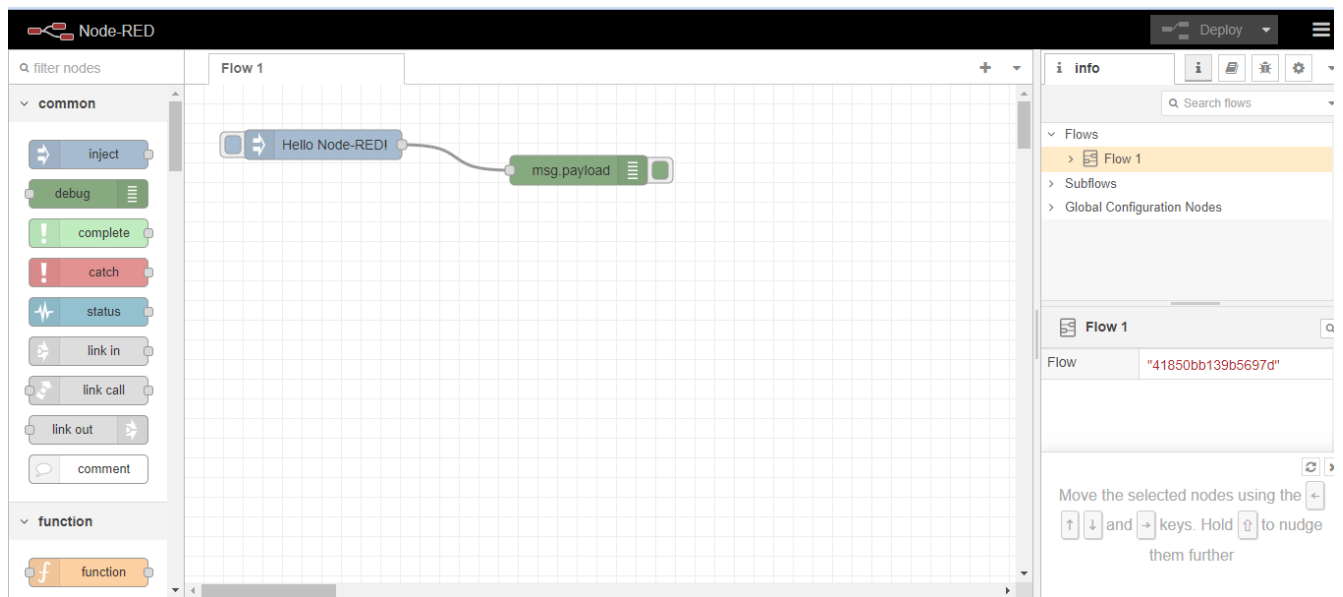 Node-RED
Deploy
filter nodes
Flow 1
info
i
Search flows
common
inject
debug
complete
catch
status
link in
link call
link out
comment
function
function
Hello Node-RED!
msg.payload
Flows
Flow 1
Subflows
Global Configuration Nodes
Flow 1
Flow "41850bb139b5697d"
Move the selected nodes using the ←
↑ ↓ and → keys. Hold ⇧ to nudge
them further